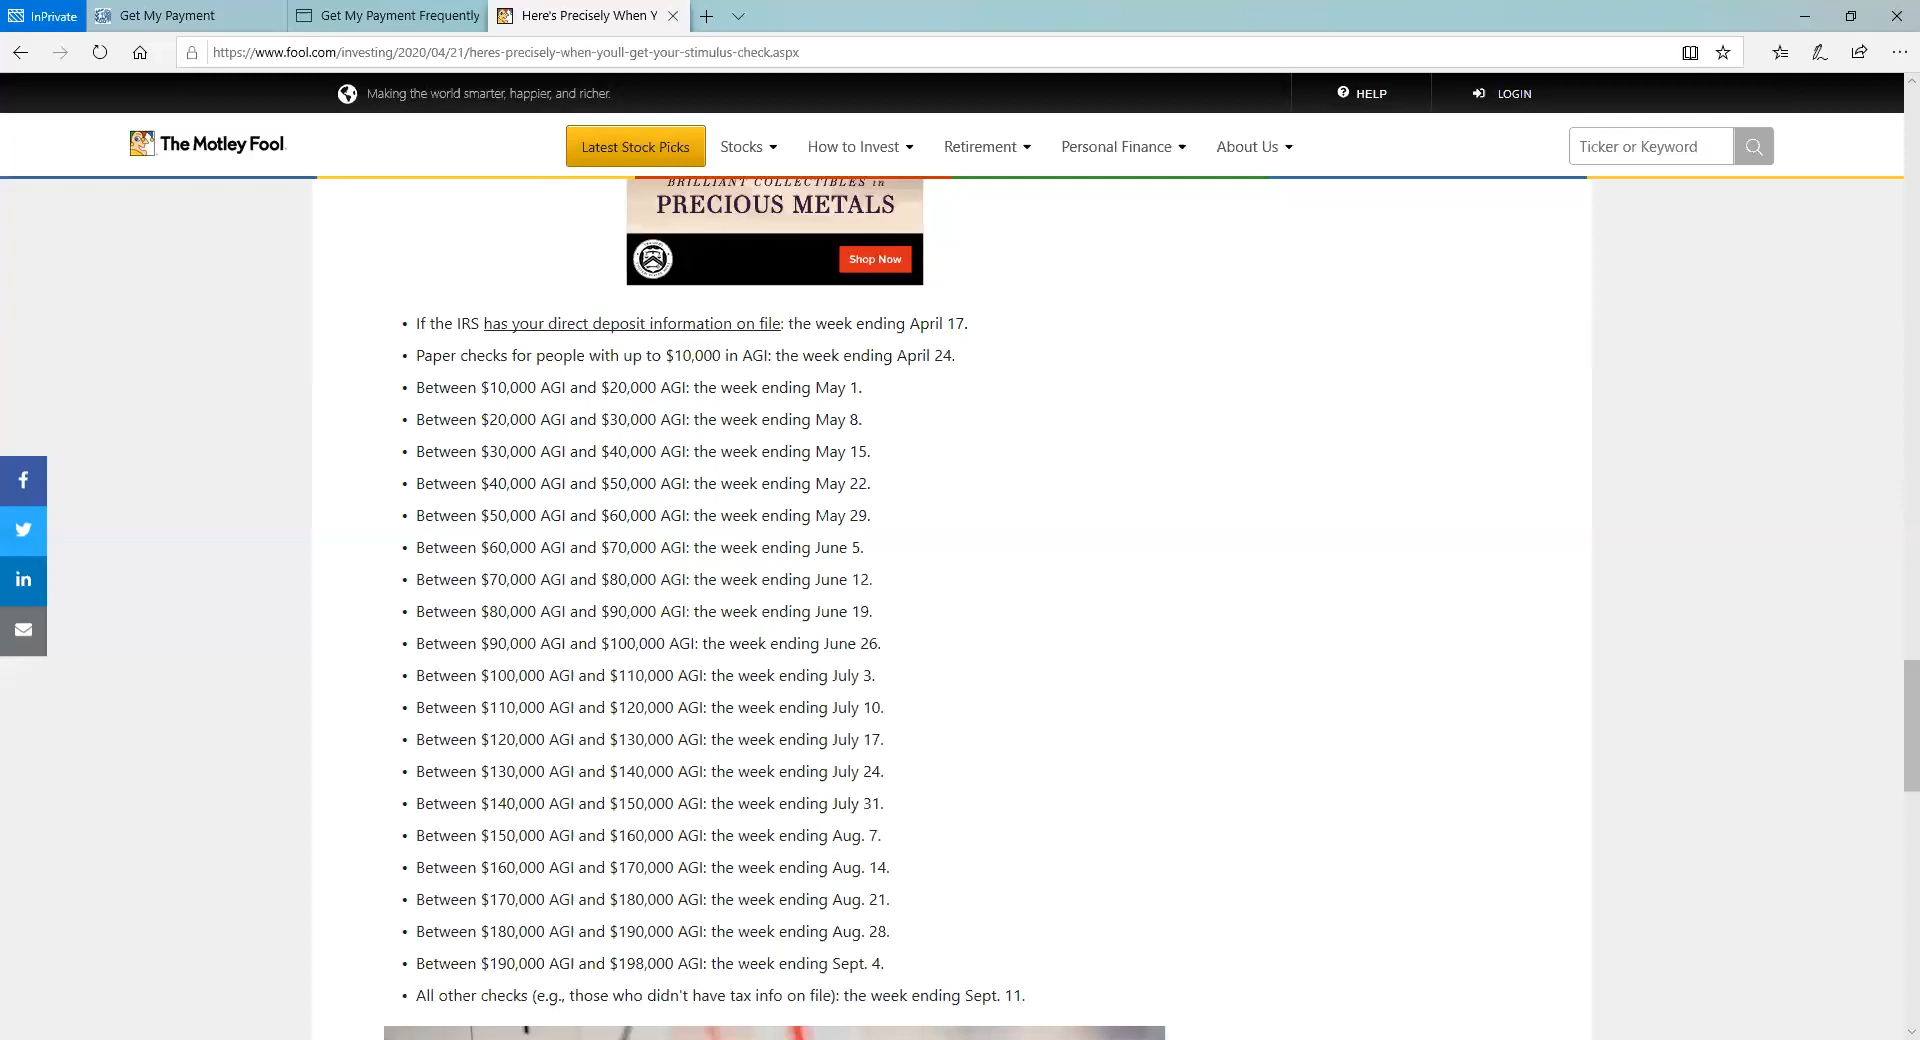 InPrivate
Get My Payment
Get My Payment Frequently
Here's Precisely When Y
https://www.fool.com/investing/2020/04/21/heres-precisely-when-youll-get-your-stimulus-check.aspx
Making the world smarter, happier, and richer.
HELP
LOGIN
The Motley Fool
Latest Stock Picks
Stocks
How to Invest
Retirement
Personal Finance
About Us
Ticker or Keyword
BRILLIANT COLLECTIBLES in
PRECIOUS METALS
Shop Now
• If the IRS has your direct deposit information on file: the week ending April 17.
• Paper checks for people with up to $10,000 in AGI: the week ending April 24.
• Between $10,000 AGI and $20,000 AGI: the week ending May 1.
• Between $20,000 AGI and $30,000 AGI: the week ending May 8.
• Between $30,000 AGI and $40,000 AGI: the week ending May 15.
• Between $40,000 AGI and $50,000 AGI: the week ending May 22.
• Between $50,000 AGI and $60,000 AGI: the week ending May 29.
• Between $60,000 AGI and $70,000 AGI: the week ending June 5.
• Between $70,000 AGI and $80,000 AGI: the week ending June 12.
• Between $80,000 AGI and $90,000 AGI: the week ending June 19.
• Between $90,000 AGI and $100,000 AGI: the week ending June 26.
• Between $100,000 AGI and $110,000 AGI: the week ending July 3.
• Between $110,000 AGI and $120,000 AGI: the week ending July 10.
• Between $120,000 AGI and $130,000 AGI: the week ending July 17.
• Between $130,000 AGI and $140,000 AGI: the week ending July 24.
• Between $140,000 AGI and $150,000 AGI: the week ending July 31.
• Between $150,000 AGI and $160,000 AGI: the week ending Aug. 7.
• Between $160,000 AGI and $170,000 AGI: the week ending Aug. 14.
• Between $170,000 AGI and $180,000 AGI: the week ending Aug. 21.
• Between $180,000 AGI and $190,000 AGI: the week ending Aug. 28.
• Between $190,000 AGI and $198,000 AGI: the week ending Sept. 4.
• All other checks (e.g., those who didn't have tax info on file): the week ending Sept. 11.